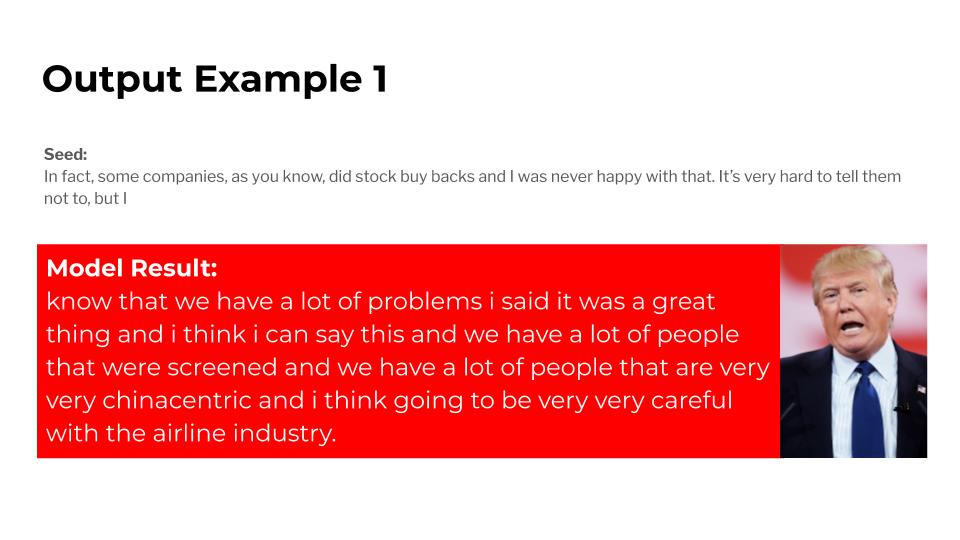 Output Example 1
Seed:
In fact, some companies, as you know, did stock buy backs and I was never happy with that. It’s very hard to tell them
not to, but I
Model Result:
know that we have a lot of problems i said it was a great
thing and i think i can say this and we have a lot of people
that were screened and we have a lot of people that are very
very chinacentric and i think going to be very very careful
with the airline industry.